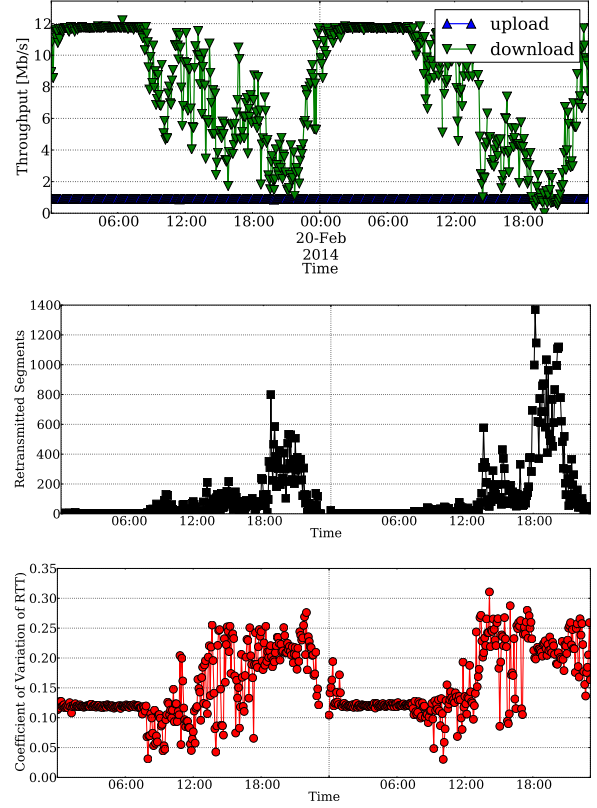 Throughput [Mb/s]
12
10
8
6
4
2
0
upload
download
06:00 12:00 18:00 00:00 06:00 12:00 18:00
20-Feb
2014
Time
Retransmitted Segments
1400
1200
1000
800
600
400
200
0
06:00 12:00 18:00 06:00 12:00 18:00
Time
Coefficient of Variation of RTT)
0.35
0.30
0.25
0.20
0.15
0.10
0.05
0.00
06:00 12:00 18:00 06:00 12:00 18:00
Time